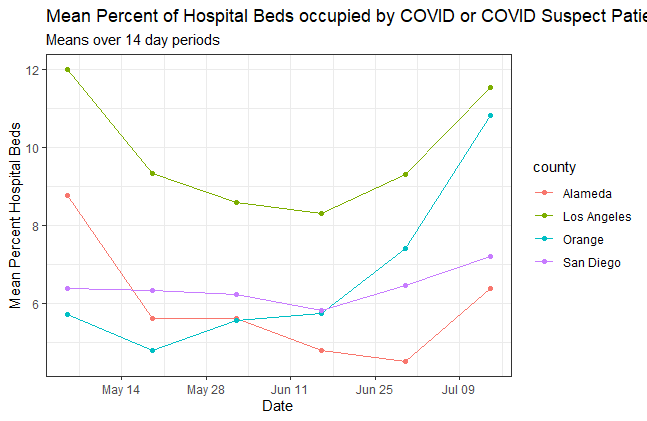 Mean Percent of Hospital Beds occupied by COVID or COVID Suspect Patie
Means over 14 day periods
12
10
8
6
Mean Percent Hospital Beds
May 14
May 28
Jun 11
Jun 25
Jul 09
Date
county
Alameda
Los Angeles
Orange
San Diego